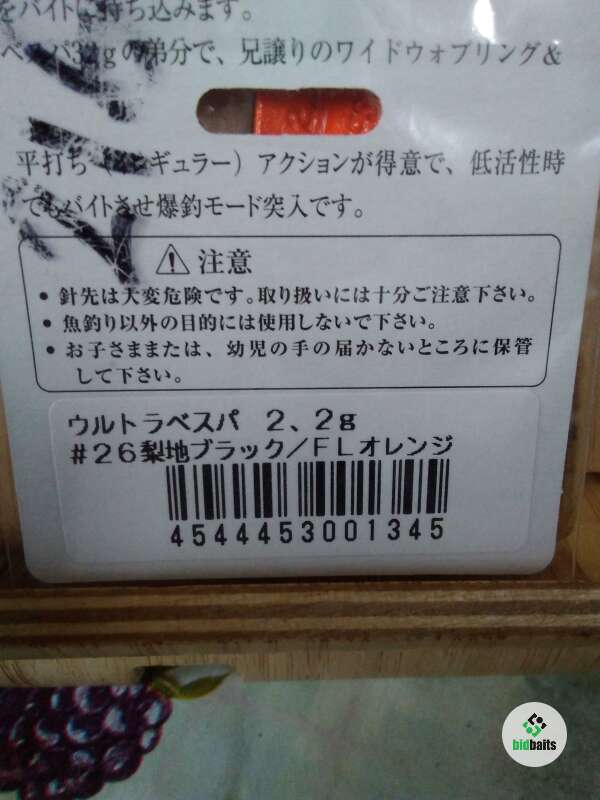 をバイトに持ち込みます。
ベスパ3.2gの弟分で、兄譲りのワイドウォブリング&
平打ち（アンギュラー）アクションが得意で、低活性時
でもバイトさせ爆釣モード突入です。
注意
• 針先は大変危険です。取り扱いには十分ご注意下さい。
• 魚釣り以外の目的には使用しないで下さい。
• お子さままたは、幼児の手の届かないところに保管
して下さい。
ウルトラベスパ 2、2g
#26梨地ブラック/FLオレンジ
4544453001345
bidbaits